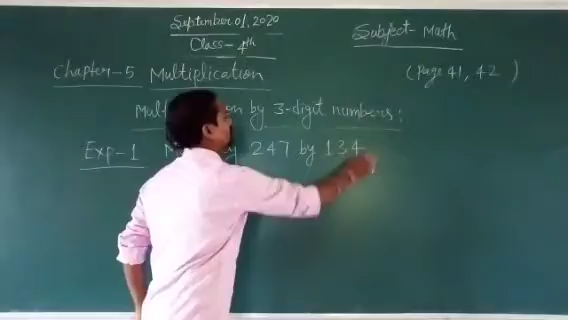 September 01, 2020
Class - 4th
Subject - Math
Chapter-5 Multiplication
(Page 41, 42 )
by 3-digit numbers:
Exp-1 247 by 134